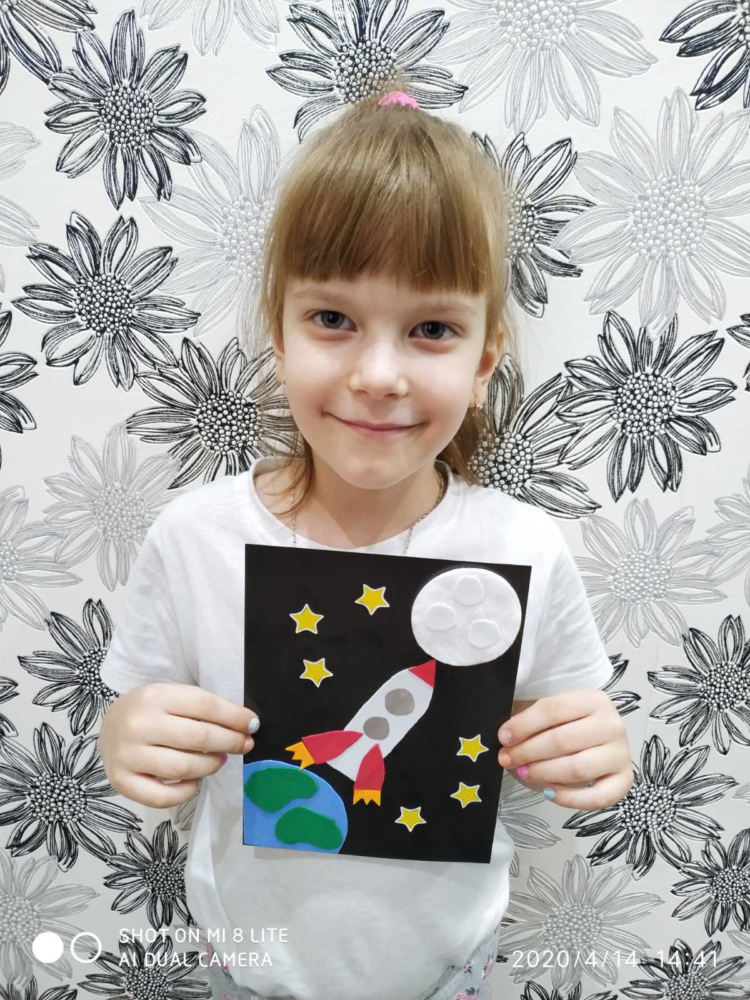 SHOT ON MI 8 LITE
AI DUAL CAMERA
2020/4/14 14:41